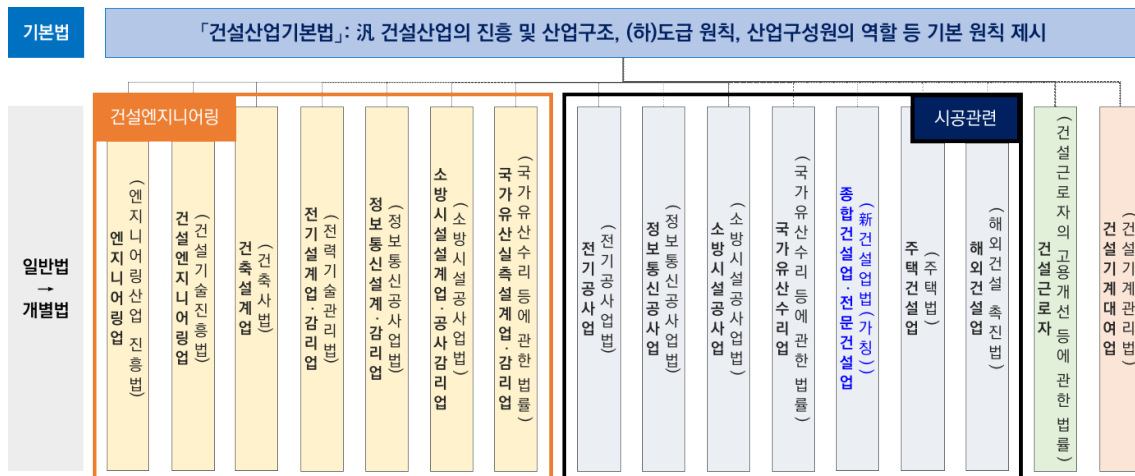 기본법
「건설산업기본법」: 汎 건설산업의 진흥 및 산업구조, (하)도급 원칙, 산업구성원의 역할 등 기본 원칙 제시
일반법
→
개별법
건설엔지니어링
엔지니어링업
(엔지니어링산업 진흥법)
건설엔지니어링업
(건설기술진흥법)
건축설계업
(건축사법)
전기설계업·감리업
(전력기술관리법)
정보통신설계·감리업
(정보통신공사업법)
소방시설설계업·공사감리업
(소방시설공사업법)
국가유산실측설계업·감리업
(국가유산수리 등에 관한 법률)
시공관련
전기공사업
(전기공사업법)
정보통신공사업
(정보통신공사업법)
소방시설공사업
(소방시설공사업법)
국가유산수리업
(국가유산수리 등에 관한 법률)
종합건설업·전문건설업
(新건설업법(가칭))
주택건설업
(주택법)
해외건설업
(해외건설 촉진법)
건설근로자
(건설근로자의 고용개선 등에 관한 법률)
건설기계대여업
(건설기계관리법)